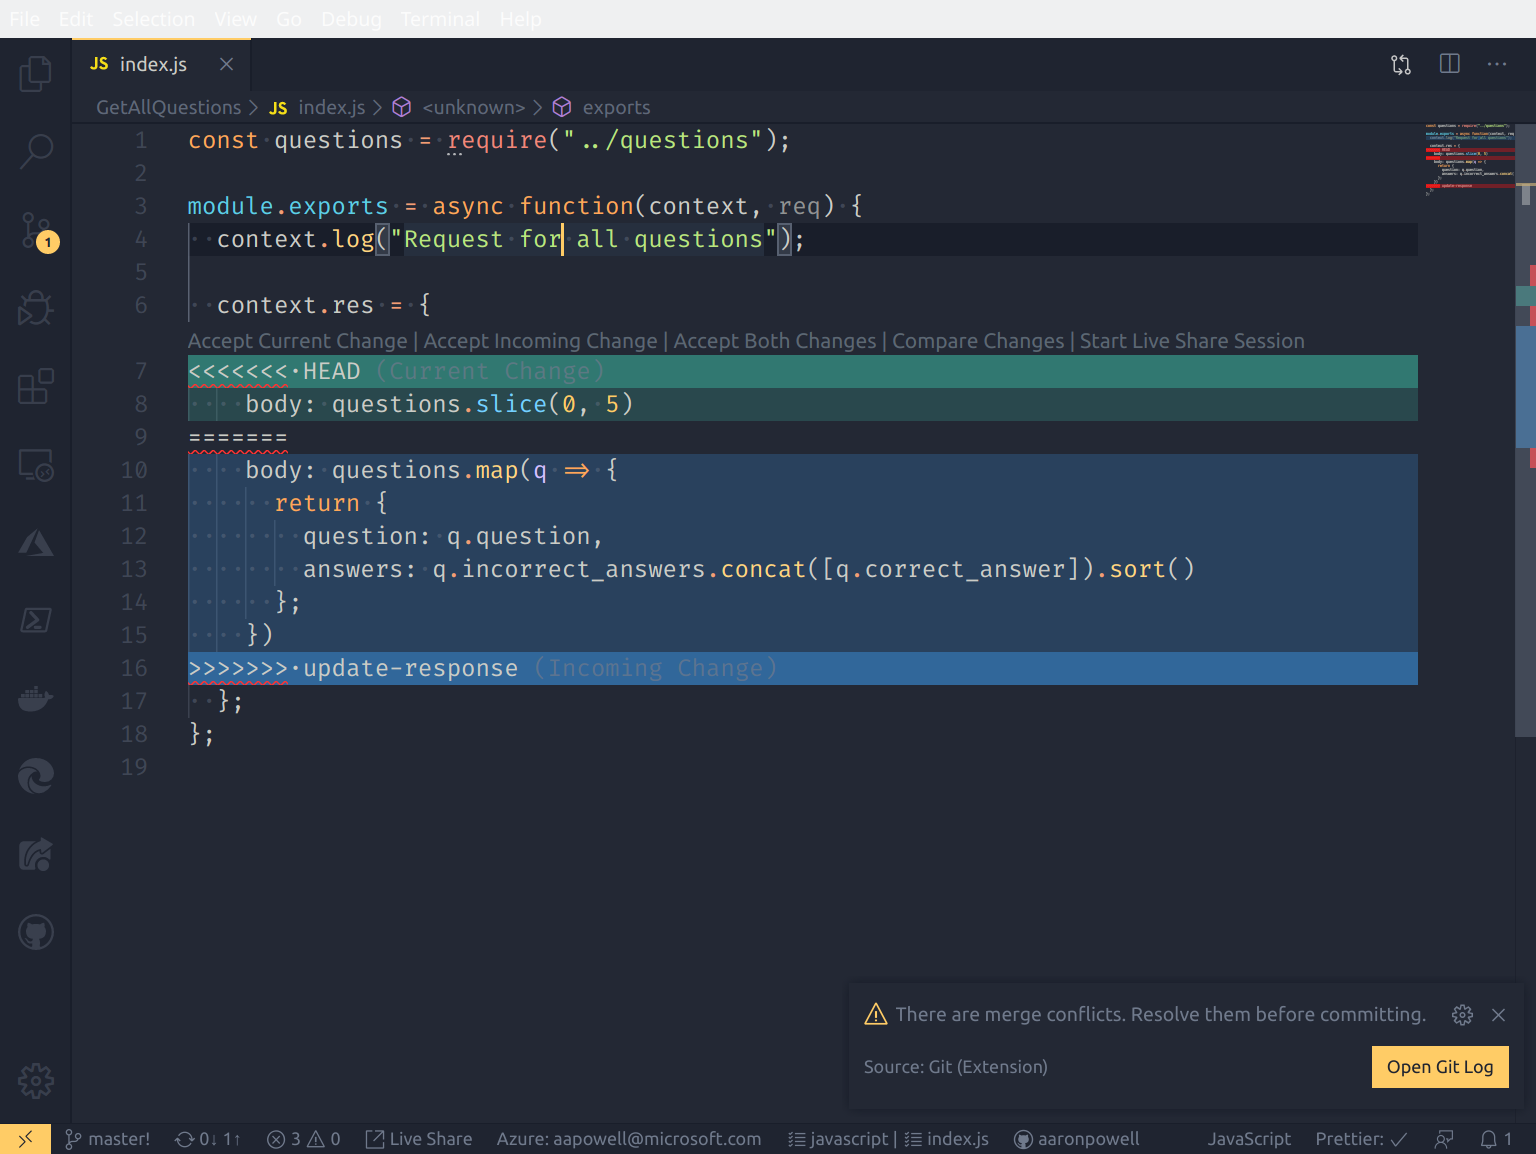 File Edit Selection View Go Debug Terminal Help
JS index.js
GetAllQuestions > JS index.js > <unknown> > exports
1 const questions = require("../questions");
2
3 module.exports = async function(context, req) {
4 context.log("Request for all questions");
5
6 context.res = {
Accept Current Change | Accept Incoming Change | Accept Both Changes | Compare Changes | Start Live Share Session
7 <<<<<<< HEAD (Current Change)
8 body: questions.slice(0, 5)
9 =======
10 body: questions.map(q => {
11 return {
12 question: q.question,
13 answers: q.incorrect_answers.concat([q.correct_answer]).sort()
14 };
15 })
16 >>>>>>> update-response (Incoming Change)
17 };
18 };
19
1
There are merge conflicts. Resolve them before committing.
Source: Git (Extension)
Open Git Log
master! 0↓ 1↑ 3 0 Live Share Azure: aapowell@microsoft.com javascript | index.js aaronpowell JavaScript Prettier: ✓ 1